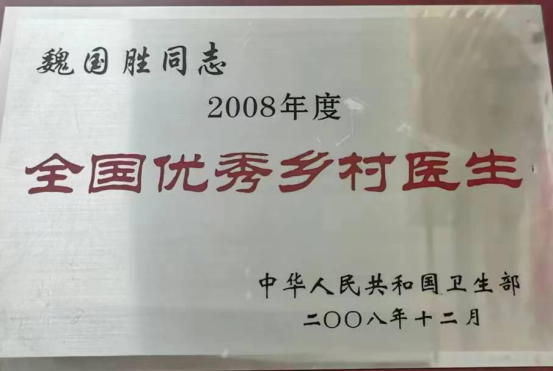 魏国胜同志
2008年度
全国优秀乡村医生
中华人民共和国卫生部
二〇〇八年十二月